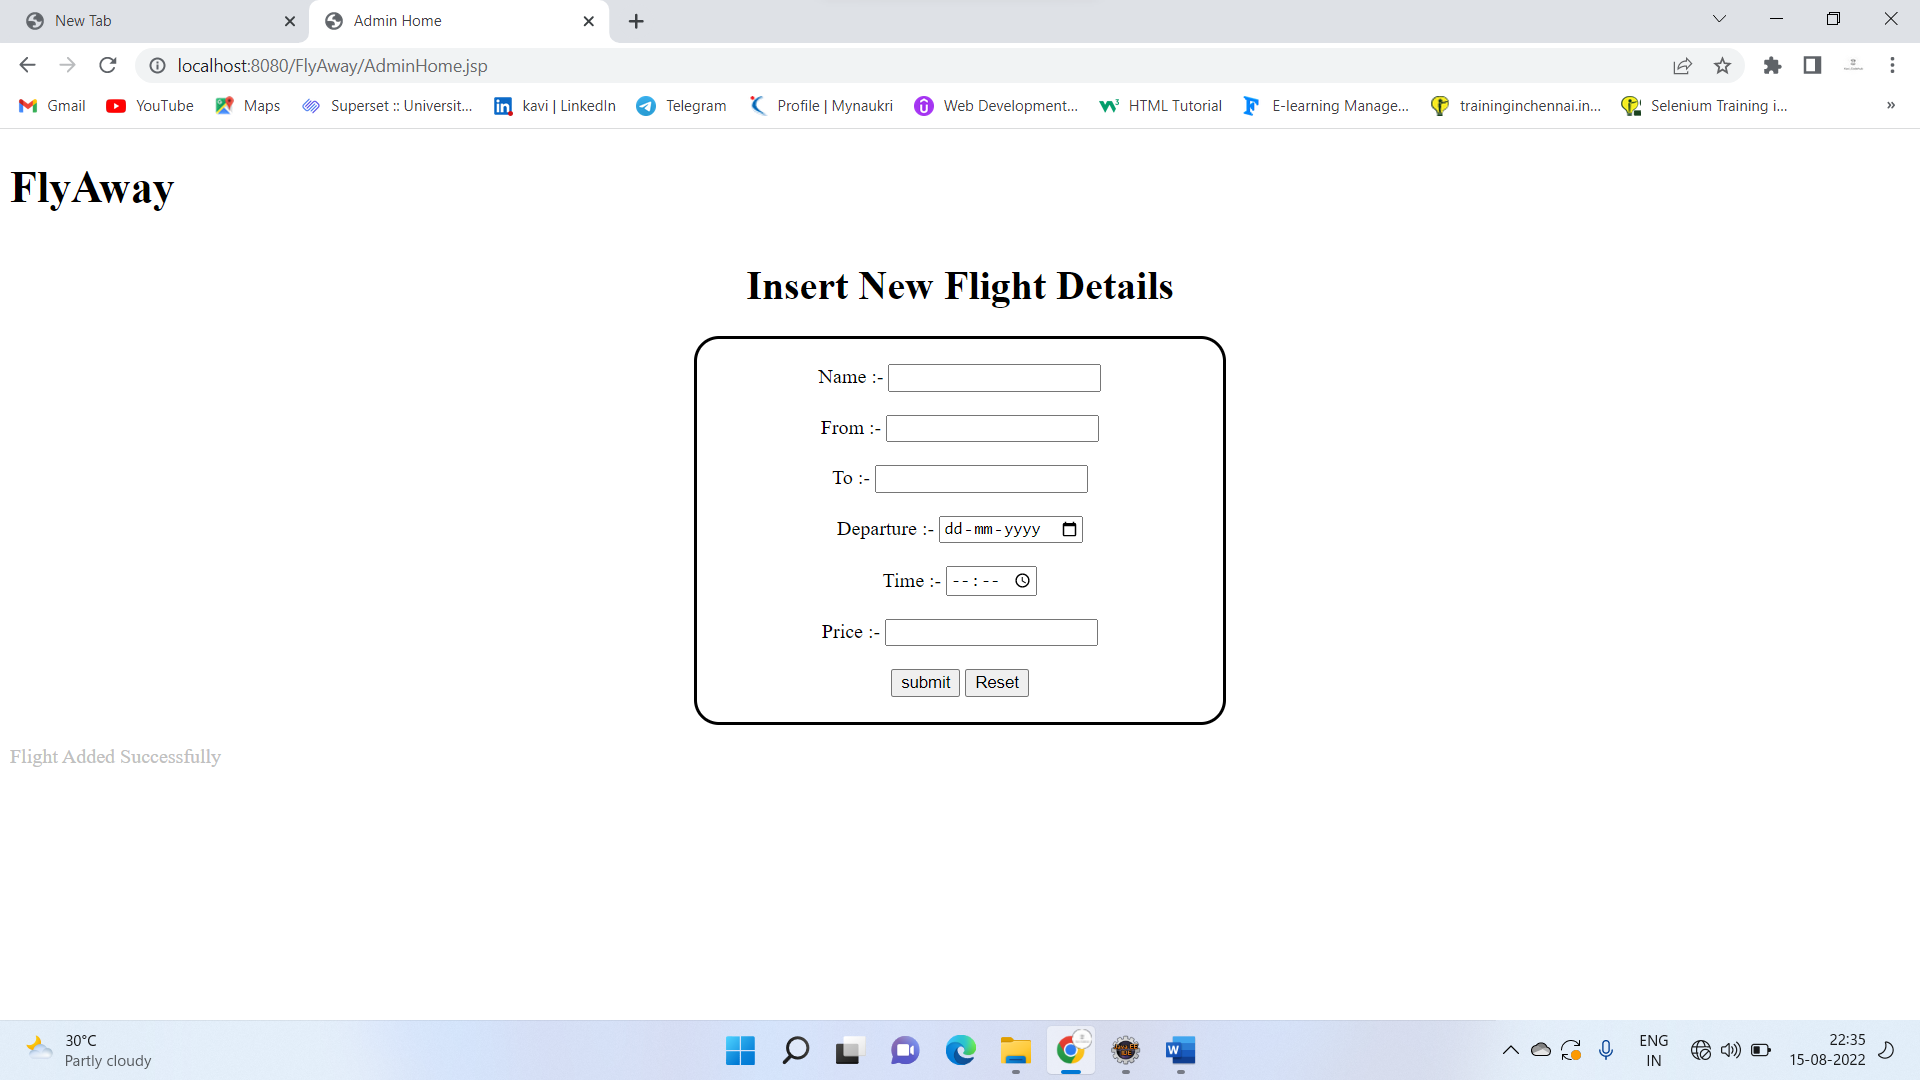 New Tab
Admin Home
localhost:8080/FlyAway/AdminHome.jsp
Gmail YouTube Maps Superset :: Universit... kavi | LinkedIn Telegram Profile | Mynaukri Web Development... HTML Tutorial E-learning Manage... traininginchennai.in... Selenium Training i... »
FlyAway
Insert New Flight Details
Name :-
From :-
To :-
Departure :- dd-mm-yyyy
Time :- --:--
Price :-
submit Reset
Flight Added Successfully
30°C
Partly cloudy
ENG
IN
22:35
15-08-2022